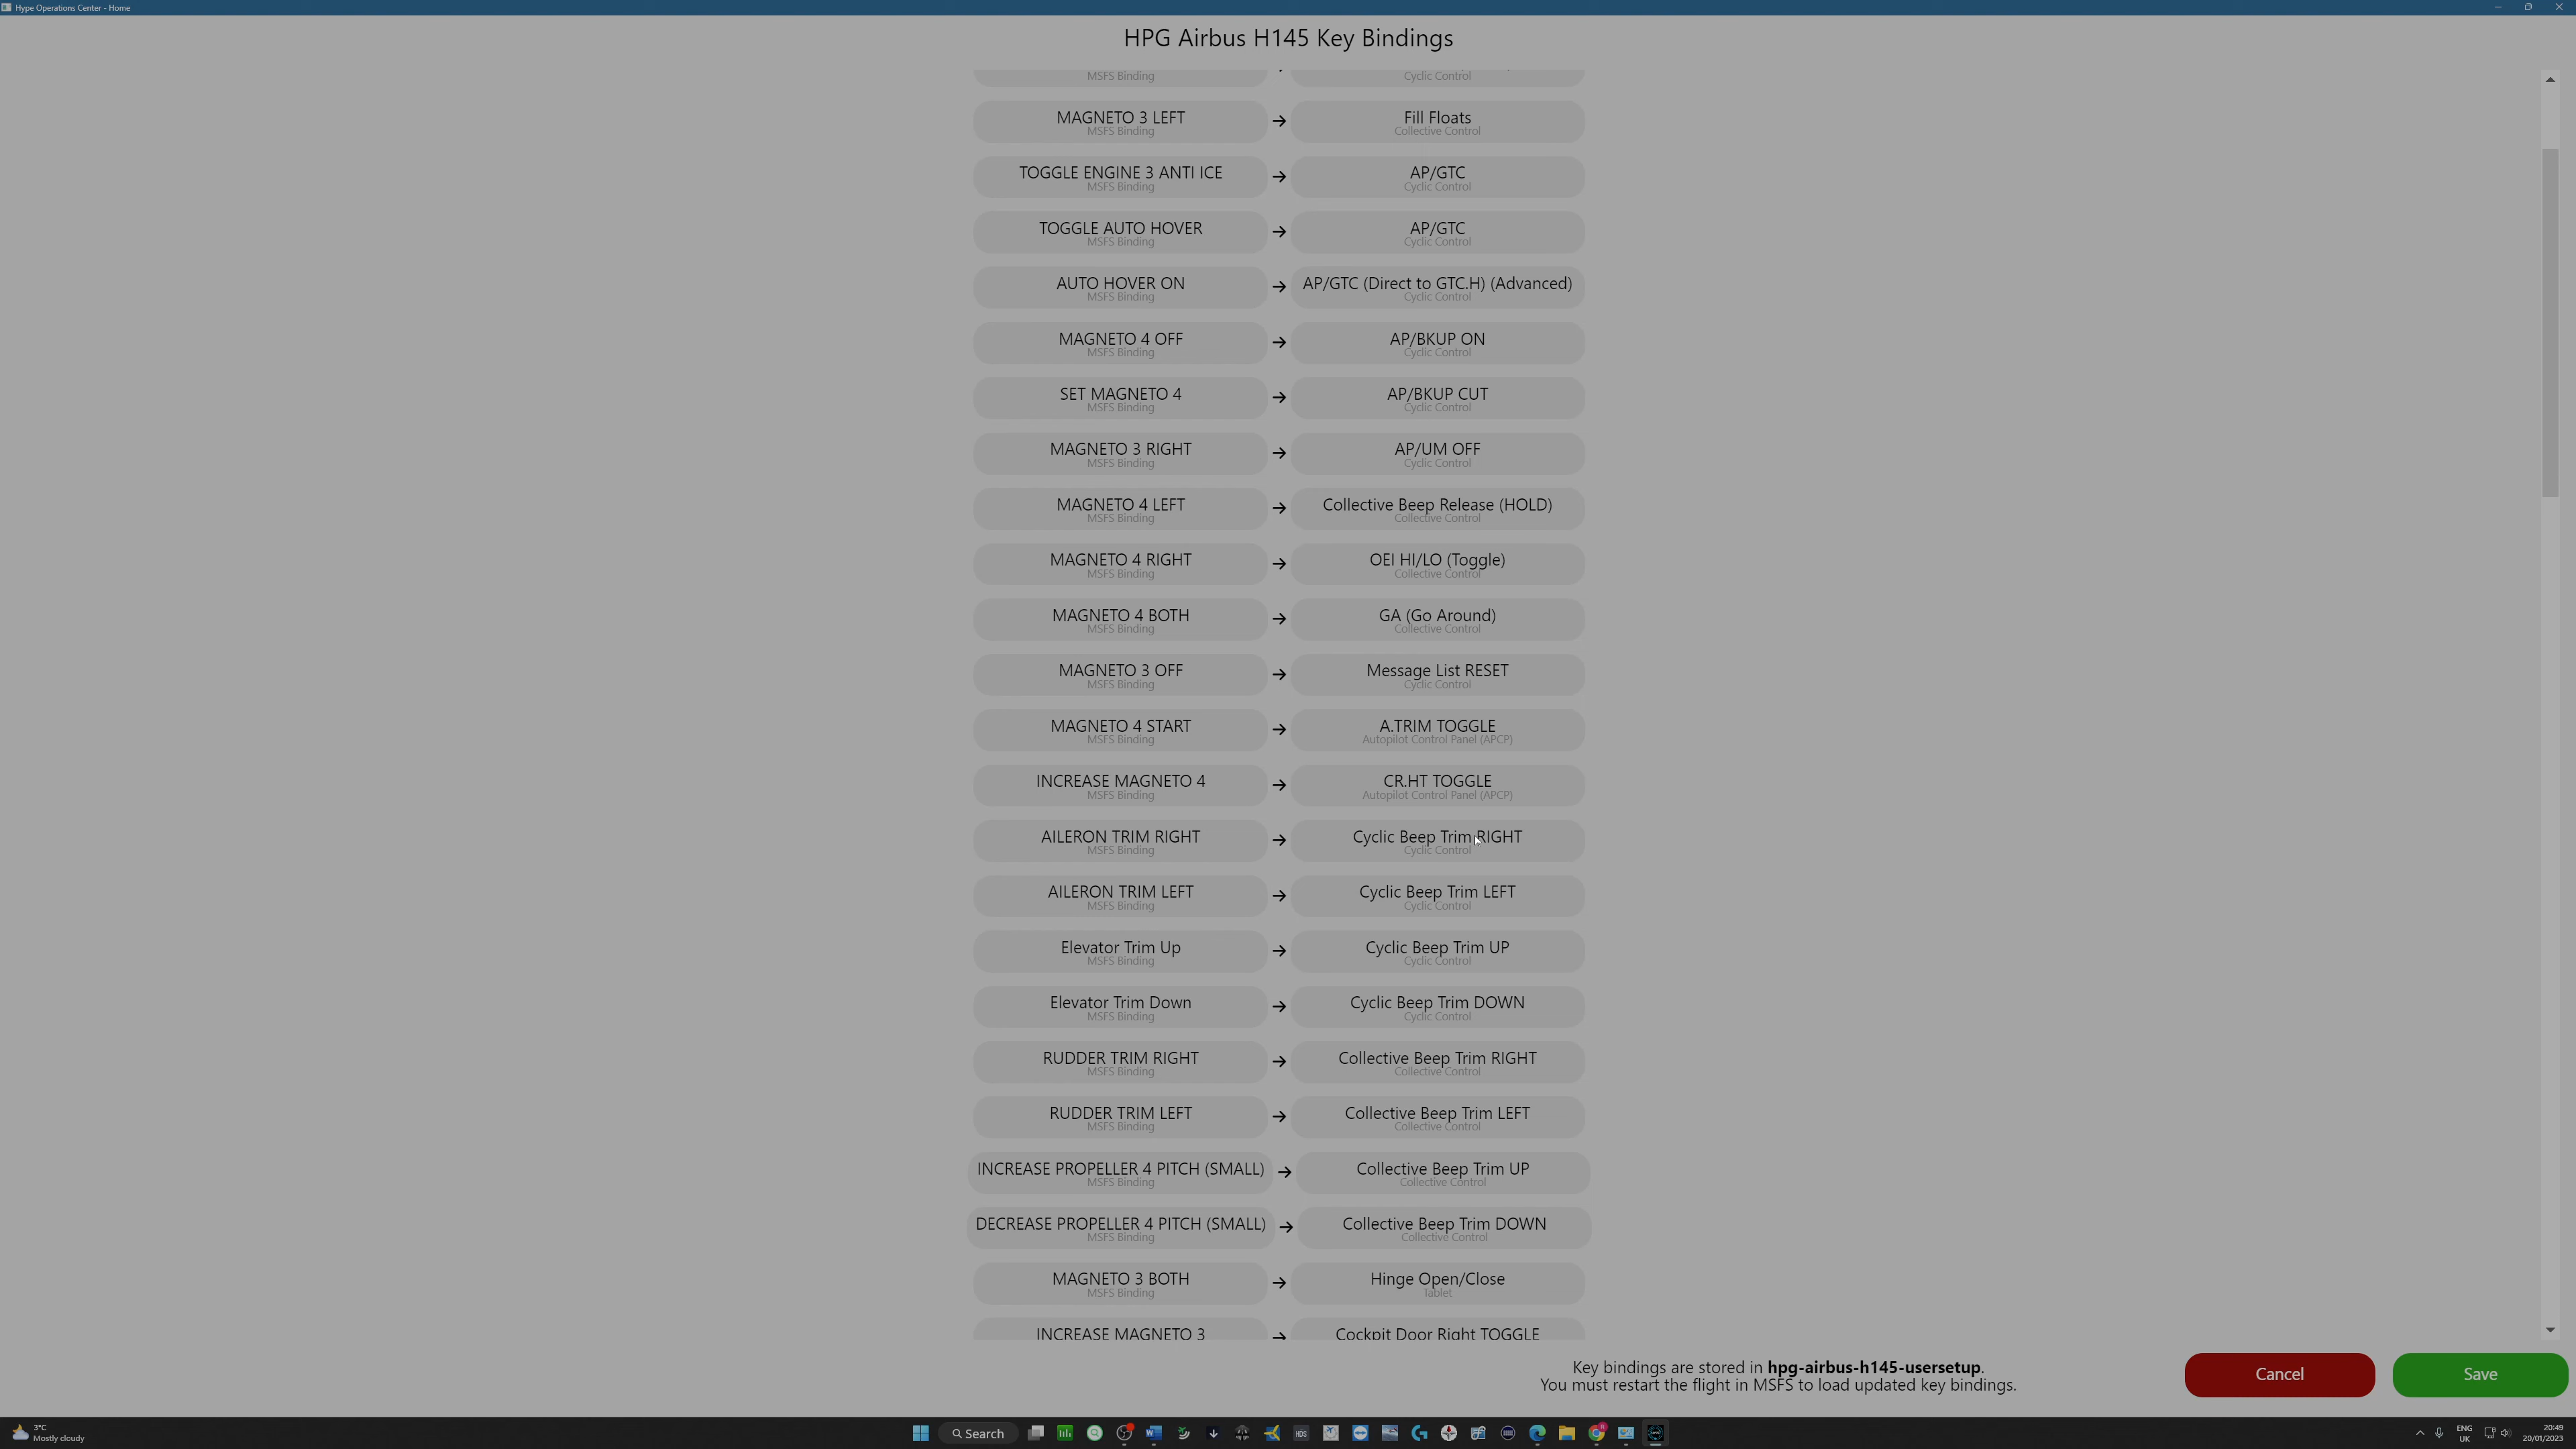 Hype Operations Center - Home
HPG Airbus H145 Key Bindings
MSFS Binding
Cyclic Control
MAGNETO 3 LEFT
MSFS Binding
Fill Floats
Collective Control
TOGGLE ENGINE 3 ANTI ICE
MSFS Binding
AP/GTC
Cyclic Control
TOGGLE AUTO HOVER
MSFS Binding
AP/GTC
Cyclic Control
AUTO HOVER ON
MSFS Binding
AP/GTC (Direct to GTC.H) (Advanced)
Cyclic Control
MAGNETO 4 OFF
MSFS Binding
AP/BKUP ON
Cyclic Control
SET MAGNETO 4
MSFS Binding
AP/BKUP CUT
Cyclic Control
MAGNETO 3 RIGHT
MSFS Binding
AP/UM OFF
Cyclic Control
MAGNETO 4 LEFT
MSFS Binding
Collective Beep Release (HOLD)
Collective Control
MAGNETO 4 RIGHT
MSFS Binding
OEI HI/LO (Toggle)
Collective Control
MAGNETO 4 BOTH
MSFS Binding
GA (Go Around)
Collective Control
MAGNETO 3 OFF
MSFS Binding
Message List RESET
Cyclic Control
MAGNETO 4 START
MSFS Binding
A.TRIM TOGGLE
Autopilot Control Panel (APCP)
INCREASE MAGNETO 4
MSFS Binding
CR.HT TOGGLE
Autopilot Control Panel (APCP)
AILERON TRIM RIGHT
MSFS Binding
Cyclic Beep Trim RIGHT
Cyclic Control
AILERON TRIM LEFT
MSFS Binding
Cyclic Beep Trim LEFT
Cyclic Control
Elevator Trim Up
MSFS Binding
Cyclic Beep Trim UP
Cyclic Control
Elevator Trim Down
MSFS Binding
Cyclic Beep Trim DOWN
Cyclic Control
RUDDER TRIM RIGHT
MSFS Binding
Collective Beep Trim RIGHT
Collective Control
RUDDER TRIM LEFT
MSFS Binding
Collective Beep Trim LEFT
Collective Control
INCREASE PROPELLER 4 PITCH (SMALL)
MSFS Binding
Collective Beep Trim UP
Collective Control
DECREASE PROPELLER 4 PITCH (SMALL)
MSFS Binding
Collective Beep Trim DOWN
Collective Control
MAGNETO 3 BOTH
MSFS Binding
Hinge Open/Close
Tablet
INCREASE MAGNETO 3
Cockpit Door Right TOGGLE
Key bindings are stored in hpg-airbus-h145-usersetup.
You must restart the flight in MSFS to load updated key bindings.
Cancel
Save
3°C
Mostly cloudy
Search
HDS
ENG
UK
20:49
20/01/2023